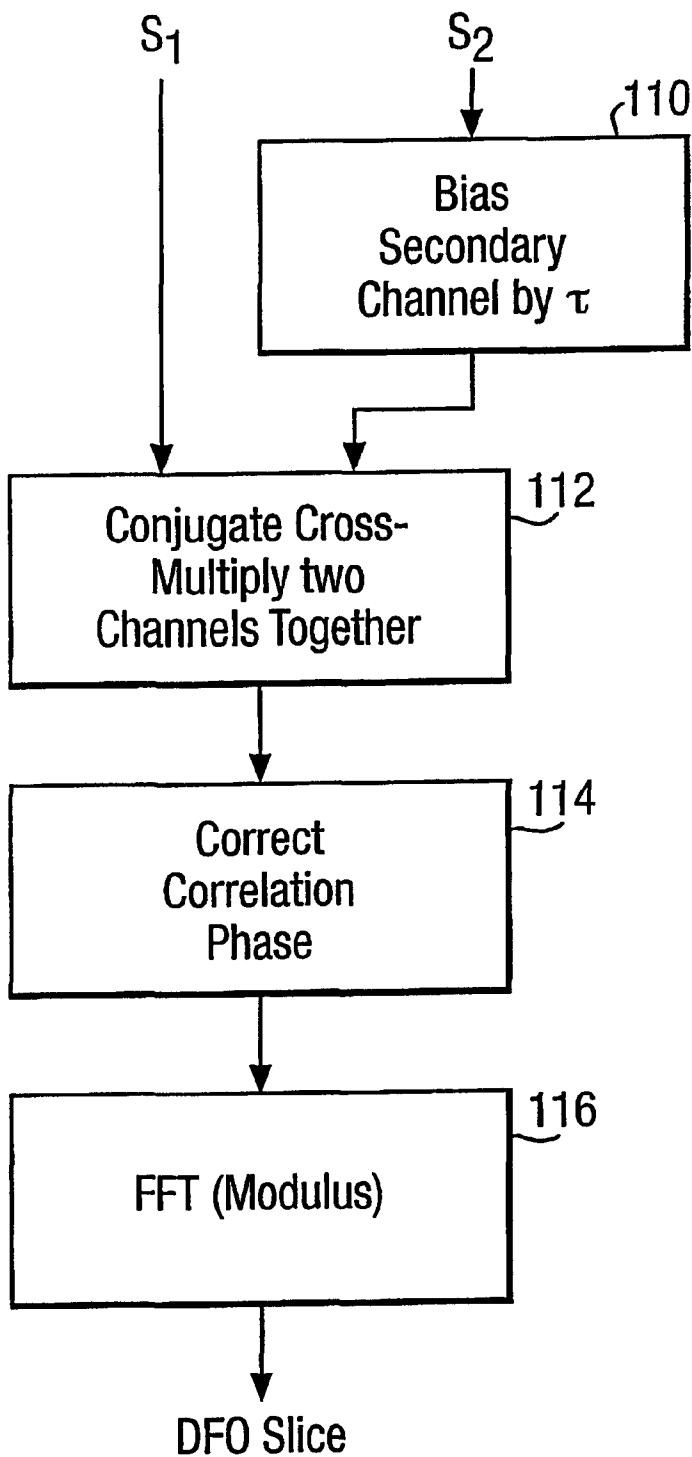 S1
S2
110
Bias
Secondary
Channel by τ
112
Conjugate Cross-
Multiply two
Channels Together
114
Correct
Correlation
Phase
116
FFT (Modulus)
DFO Slice